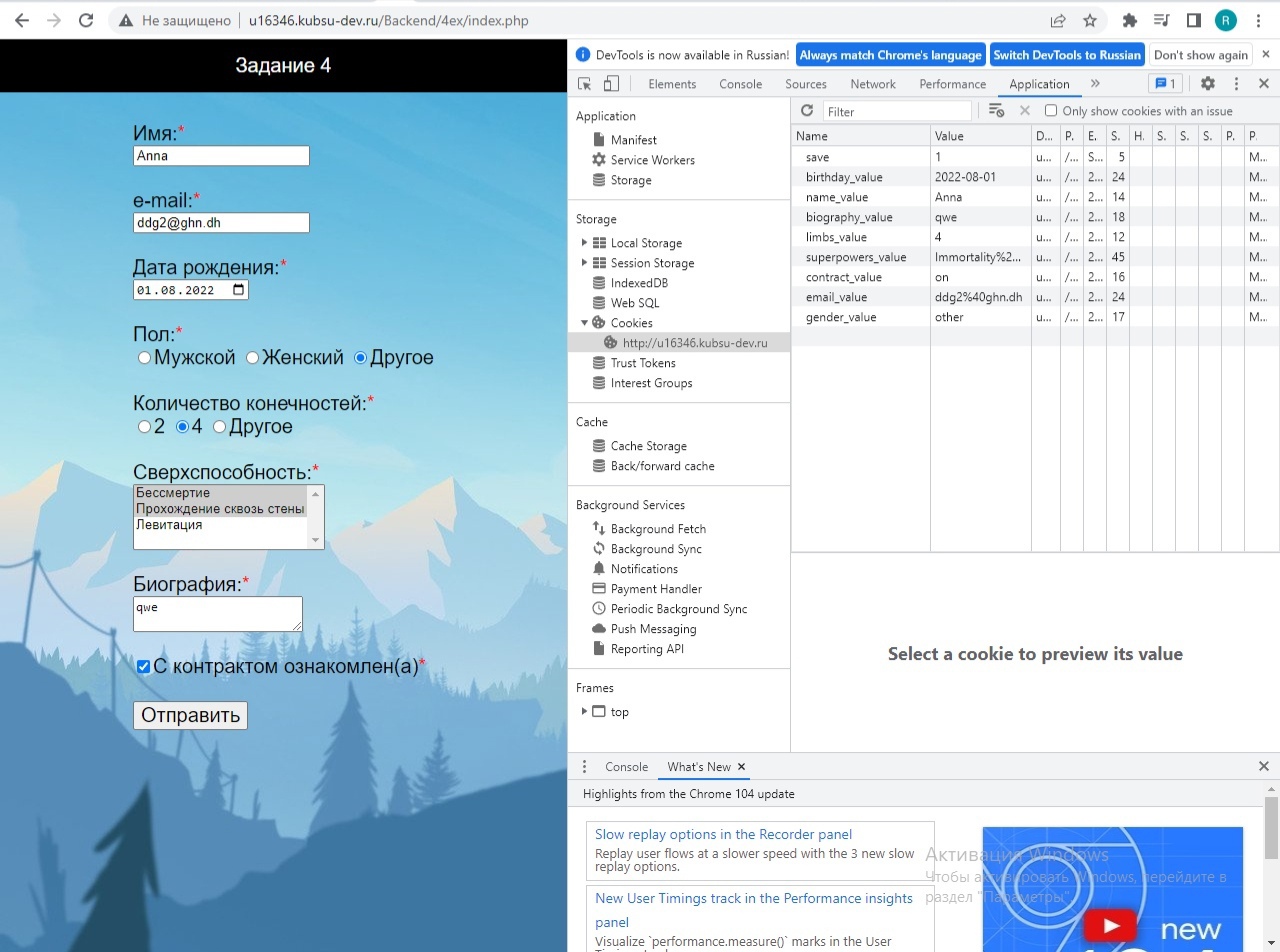 Не защищено u16346.kubsu-dev.ru/Backend/4ex/index.php R
Задание 4
Имя:*
Anna
e-mail:*
ddg2@ghn.dh
Дата рождения:*
01.08.2022
Пол:*
Мужской Женский Другое
Количество конечностей:*
2 4 Другое
Сверхспособность:*
Бессмертие
Прохождение сквозь стены
Левитация
Биография:*
qwe
С контрактом ознакомлен(а)*
Отправить
DevTools is now available in Russian! Always match Chrome's language Switch DevTools to Russian Don't show again
Elements Console Sources Network Performance Application 1
Application
Manifest
Service Workers
Storage
Storage
Local Storage
Session Storage
IndexedDB
Web SQL
Cookies
http://u16346.kubsu-dev.ru
Trust Tokens
Interest Groups
Cache
Cache Storage
Back/forward cache
Background Services
Background Fetch
Background Sync
Notifications
Payment Handler
Periodic Background Sync
Push Messaging
Reporting API
Frames
top
Filter Only show cookies with an issue
Name Value D... P. E. S. H. S. S. S. P. P.
save 1 u... /... S... 5 M...
birthday_value 2022-08-01 u... /... 2... 24 M...
name_value Anna u... /... 2... 14 M...
biography_value qwe u... /... 2... 18 M...
limbs_value 4 u... /... 2... 12 M...
superpowers_value Immortality%2... u... /... 2... 45 M...
contract_value on u... /... 2... 16 M...
email_value ddg2%40ghn.dh u... /... 2... 24 M...
gender_value other u... /... 2... 17 M...
Select a cookie to preview its value
Console What's New
Highlights from the Chrome 104 update
Slow replay options in the Recorder panel
Replay user flows at a slower speed with the 3 new slow
replay options.
New User Timings track in the Performance insights
panel
Visualize `performance.measure()` marks in the User
new
Активация Windows
Чтобы активировать Windows, перейдите в
раздел "Параметры".